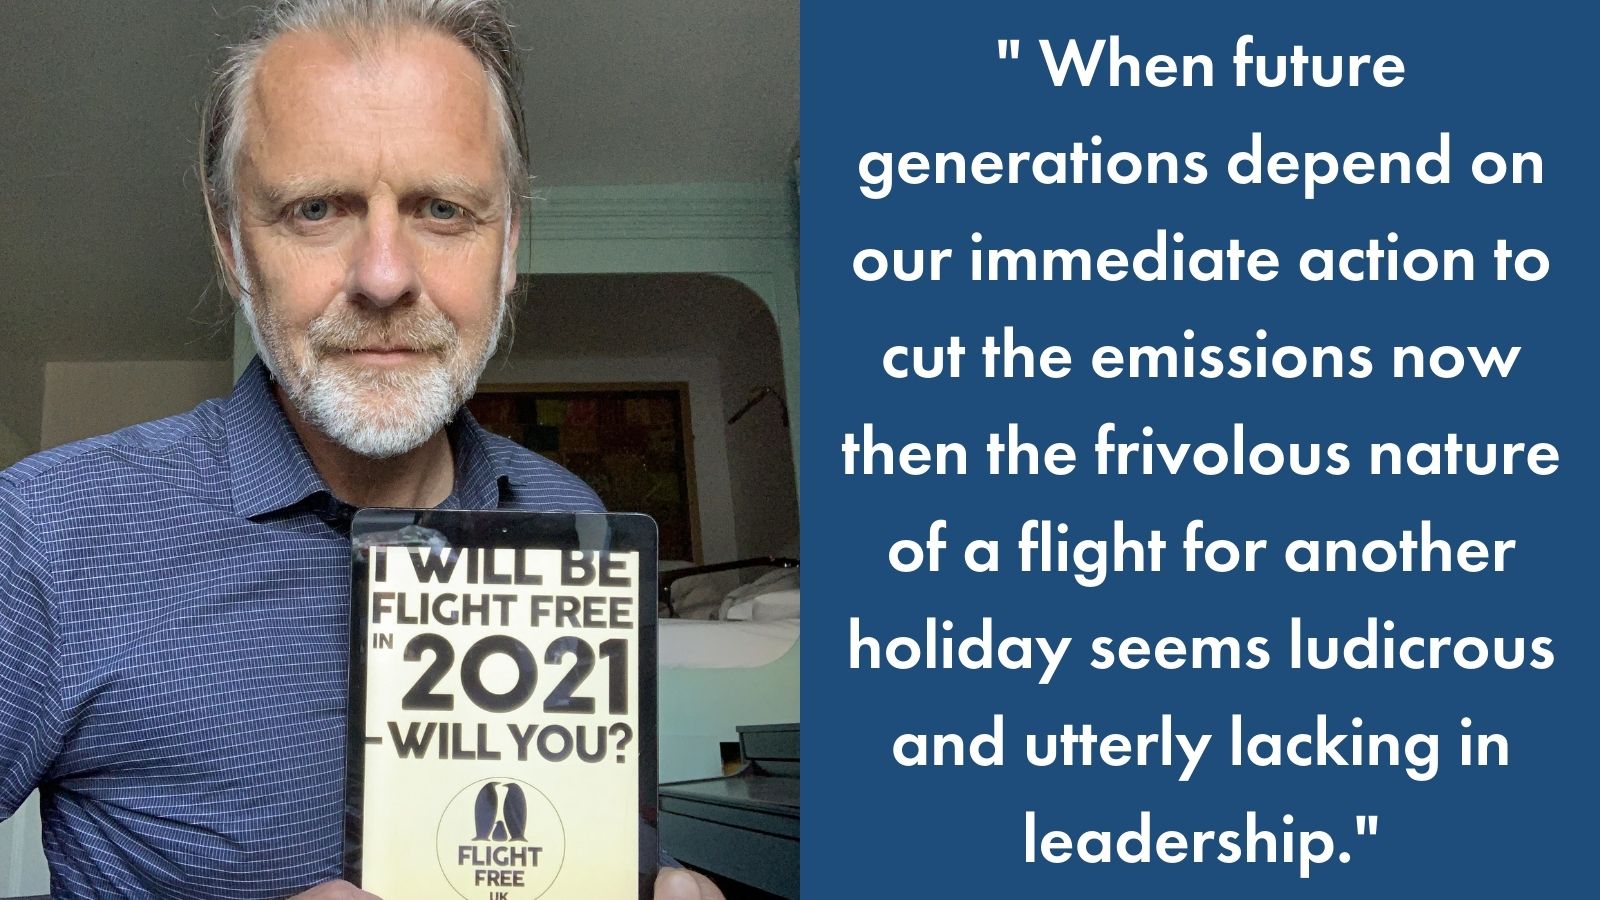 I WILL BE
FLIGHT FREE
IN 2021
-WILL YOU?
FLIGHT
FREE
UK
" When future
generations depend on
our immediate action to
cut the emissions now
then the frivolous nature
of a flight for another
holiday seems ludicrous
and utterly lacking in
leadership."